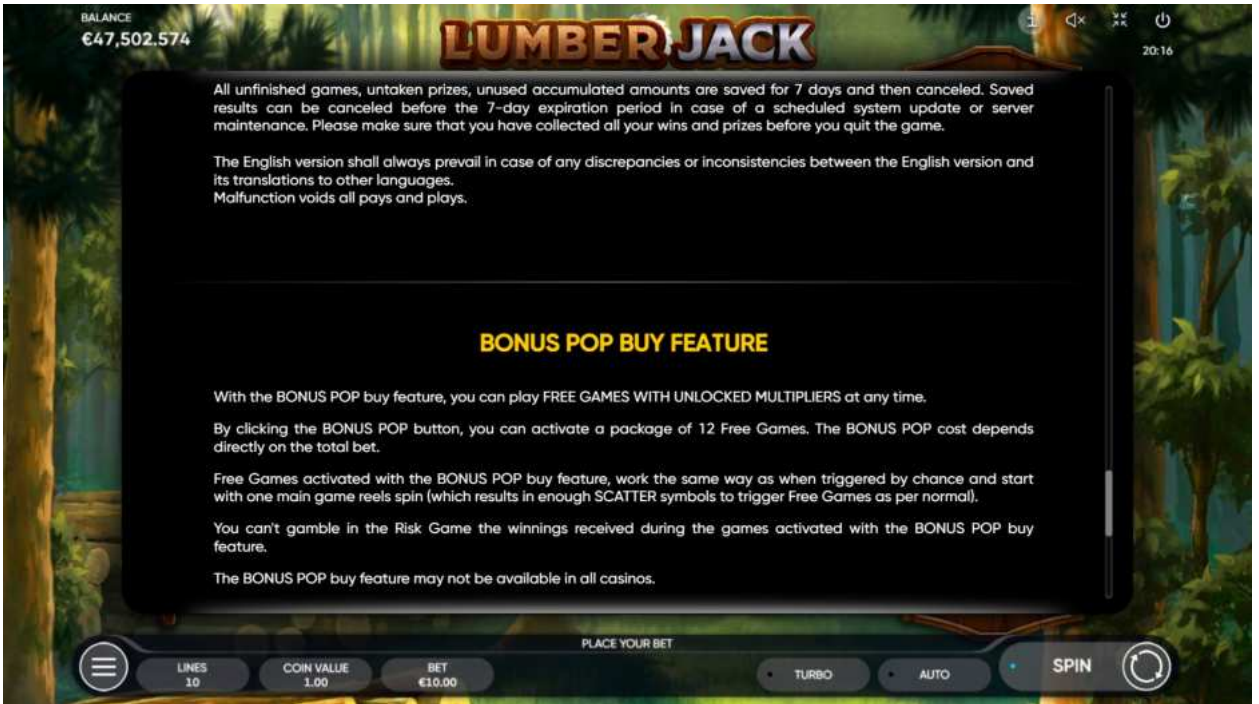 BALANCE
€47,502.574
LUMBER JACK
i
20:16
All unfinished games, untaken prizes, unused accumulated amounts are saved for 7 days and then canceled. Saved
results can be canceled before the 7-day expiration period in case of a scheduled system update or server
maintenance. Please make sure that you have collected all your wins and prizes before you quit the game.
The English version shall always prevail in case of any discrepancies or inconsistencies between the English version and
its translations to other languages.
Malfunction voids all pays and plays.
BONUS POP BUY FEATURE
With the BONUS POP buy feature, you can play FREE GAMES WITH UNLOCKED MULTIPLIERS at any time.
By clicking the BONUS POP button, you can activate a package of 12 Free Games. The BONUS POP cost depends
directly on the total bet.
Free Games activated with the BONUS POP buy feature, work the same way as when triggered by chance and start
with one main game reels spin (which results in enough SCATTER symbols to trigger Free Games as per normal).
You can't gamble in the Risk Game the winnings received during the games activated with the BONUS POP buy
feature.
The BONUS POP buy feature may not be available in all casinos.
PLACE YOUR BET
LINES
10
COIN VALUE
1.00
BET
€10.00
TURBO
AUTO
SPIN